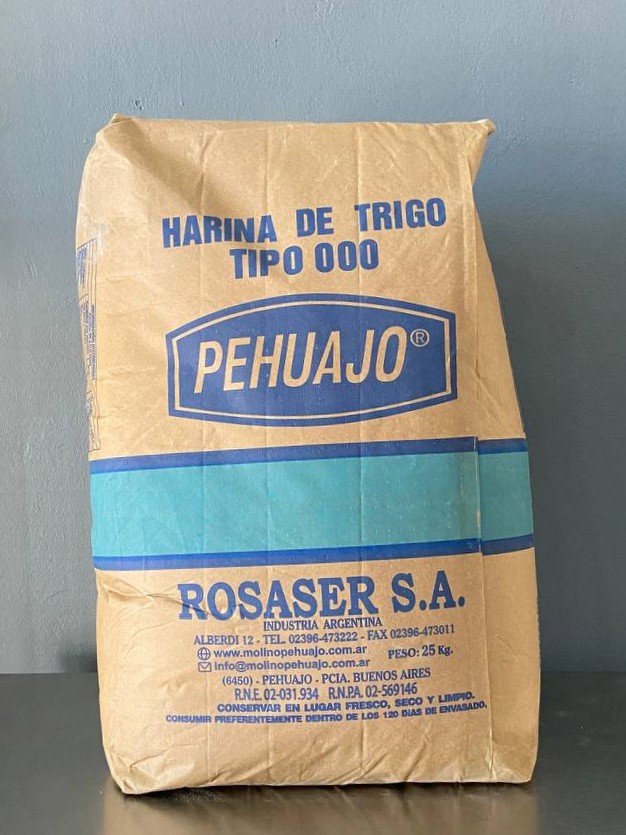 HARINA DE TRIGO
TIPO 000
PEHUAJO®
ROSASER S.A.
INDUSTRIA ARGENTINA
ALBERDI 12 - TEL. 02396-473222 - FAX 02396-473011
www.molinopehuajo.com.ar
PESO: 25 Kg.
info@molinopehuajo.com.ar
(6450) - PEHUAJO - PCIA. BUENOS AIRES
R.N.E. 02-031.934 R.N.P.A. 02-569146
CONSERVAR EN LUGAR FRESCO, SECO Y LIMPIO.
CONSUMIR PREFERENTEMENTE DENTRO DE LOS 120 DIAS DE ENVASADO.